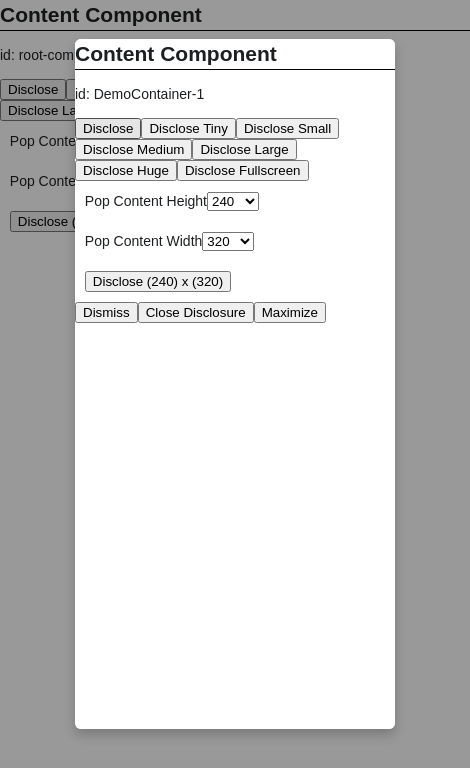 Content Component
id: root-com
Disclose
Disclose La
Pop Conte
Pop Conte
Disclose (
Content Component
id: DemoContainer-1
Disclose Disclose Tiny Disclose Small
Disclose Medium Disclose Large
Disclose Huge Disclose Fullscreen
Pop Content Height 240
Pop Content Width 320
Disclose (240) x (320)
Dismiss Close Disclosure Maximize